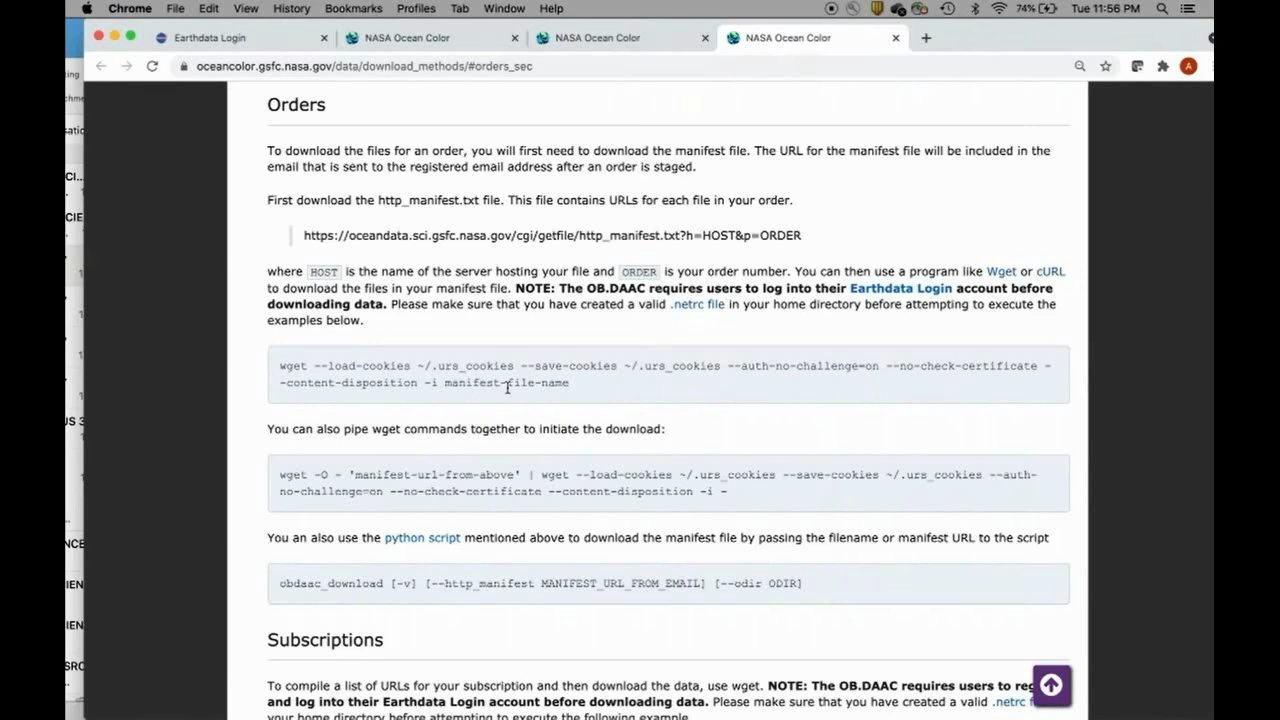 Chrome File Edit View History Bookmarks Profiles Tab Window Help 74% Tue 11:56 PM
Earthdata Login
NASA Ocean Color
NASA Ocean Color
NASA Ocean Color
oceancolor.gsfc.nasa.gov/data/download_methods/#orders_sec
A
Orders
To download the files for an order, you will first need to download the manifest file. The URL for the manifest file will be included in the
email that is sent to the registered email address after an order is staged.
First download the http_manifest.txt file. This file contains URLs for each file in your order.
https://oceandata.sci.gsfc.nasa.gov/cgi/getfile/http_manifest.txt?h=HOST&p=ORDER
where HOST is the name of the server hosting your file and ORDER is your order number. You can then use a program like Wget or cURL
to download the files in your manifest file. NOTE: The OB.DAAC requires users to log into their Earthdata Login account before
downloading data. Please make sure that you have created a valid .netrc file in your home directory before attempting to execute the
examples below.
wget --load-cookies ~/.urs_cookies --save-cookies ~/.urs_cookies --auth-no-challenge=on --no-check-certificate -
-content-disposition -i manifest-file-name
You can also pipe wget commands together to initiate the download:
wget -O - 'manifest-url-from-above' | wget --load-cookies ~/.urs_cookies --save-cookies ~/.urs_cookies --auth-
no-challenge=on --no-check-certificate --content-disposition -i -
You an also use the python script mentioned above to download the manifest file by passing the filename or manifest URL to the script
obdaac_download [-v] [--http_manifest MANIFEST_URL_FROM_EMAIL] [--odir ODIR]
Subscriptions
To compile a list of URLs for your subscription and then download the data, use wget. NOTE: The OB.DAAC requires users to
and log into their Earthdata Login account before downloading data. Please make sure that you have created a valid .netrc
your home directory before attempting to execute the following example.